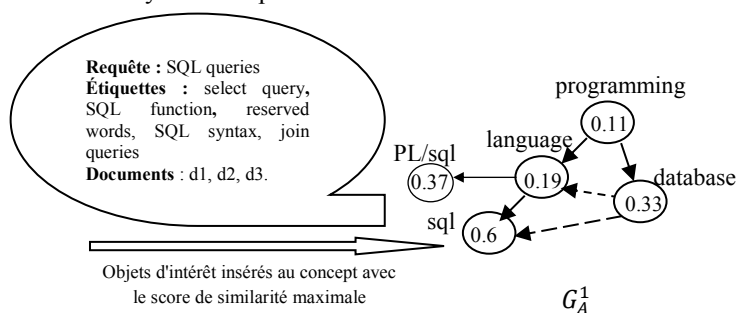 Requête : SQL queries
Étiquettes : select query,
SQL function, reserved
words, SQL syntax, join
queries
Documents : d1, d2, d3.
programming
0.11
language
PL/sql
0.37
0.19
database
0.33
sql
0.6
Objets d'intérêt insérés au concept avec
le score de similarité maximale
G_A^1